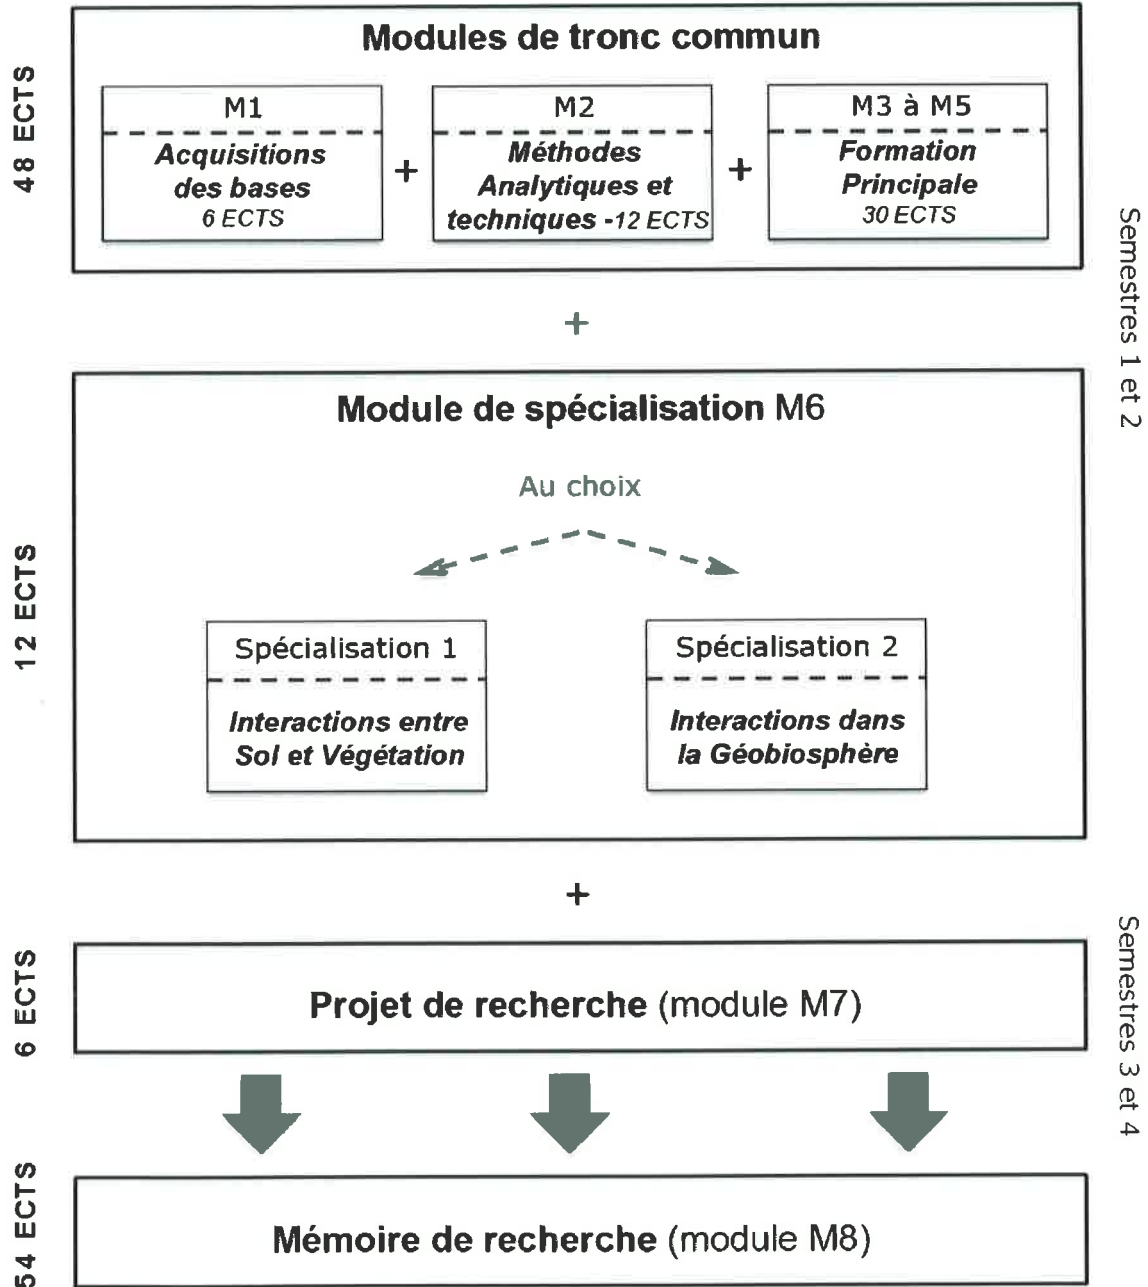 Modules de tronc commun
48 ECTS
M1
Acquisitions
des bases
6 ECTS
+
M2
Méthodes
Analytiques et
techniques -12 ECTS
+
M3 à M5
Formation
Principale
30 ECTS
Semestres 1 et 2
+
Module de spécialisation M6
12 ECTS
Au choix
Spécialisation 1
Interactions entre
Sol et Végétation
Spécialisation 2
Interactions dans
la Géobiosphère
+
Semestres 3 et 4
6 ECTS
Projet de recherche (module M7)
54 ECTS
Mémoire de recherche (module M8)